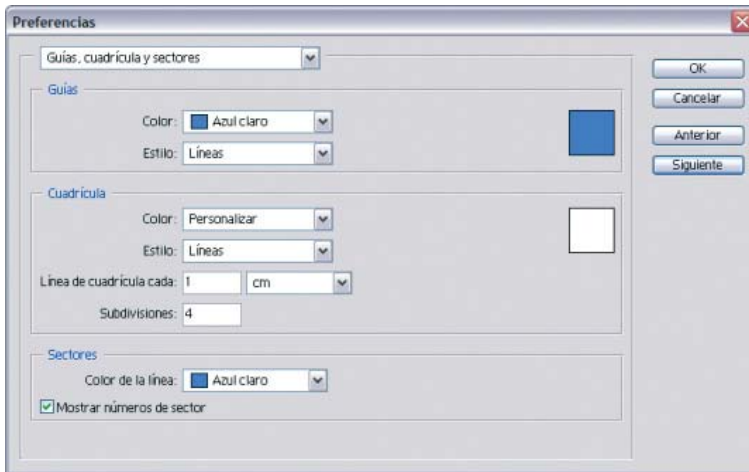 Preferencias
Guías, cuadrícula y sectores
OK
Cancelar
Anterior
Siguiente
Guías
Color: Azul claro
Estilo: Líneas
Cuadrícula
Color: Personalizar
Estilo: Líneas
Línea de cuadrícula cada: 1 cm
Subdivisiones: 4
Sectores
Color de la línea: Azul claro
Mostrar números de sector